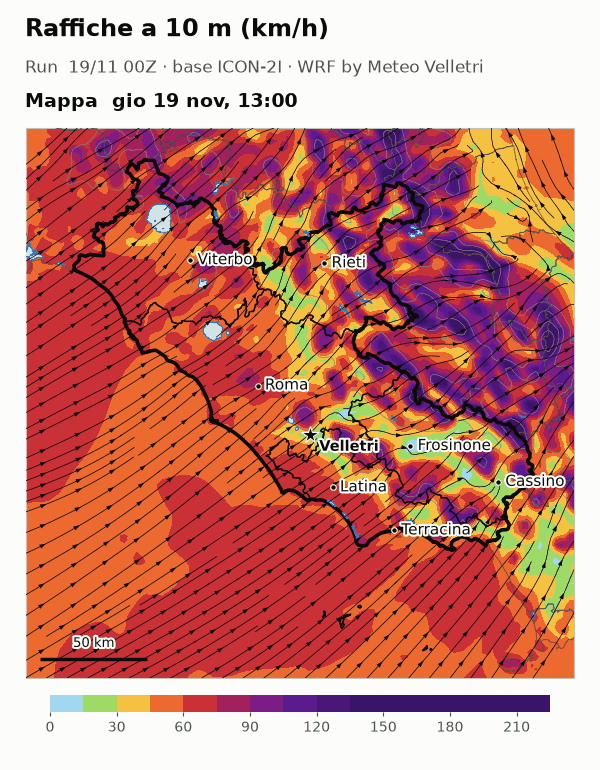 Raffiche a 10 m (km/h)
Run  19/11 00Z · base ICON-2I · WRF by Meteo Velletri
Mappa  gio 19 nov, 13:00
Viterbo
Rieti
Roma
Velletri
Frosinone
Cassino
Latina
Terracina
50 km
0 30 60 90 120 150 180 210